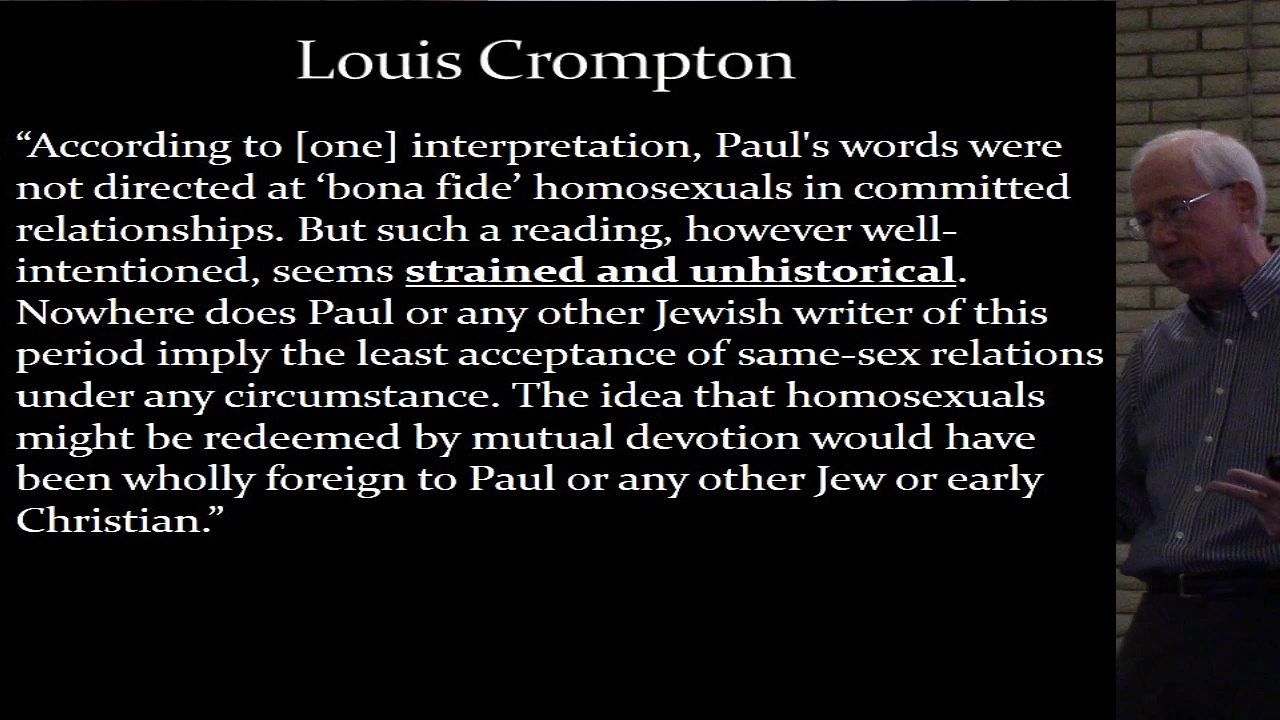 Louis Crompton
“According to [one] interpretation, Paul's words were
not directed at ‘bona fide’ homosexuals in committed
relationships. But such a reading, however well-
intentioned, seems strained and unhistorical.
Nowhere does Paul or any other Jewish writer of this
period imply the least acceptance of same-sex relations
under any circumstance. The idea that homosexuals
might be redeemed by mutual devotion would have
been wholly foreign to Paul or any other Jew or early
Christian.”